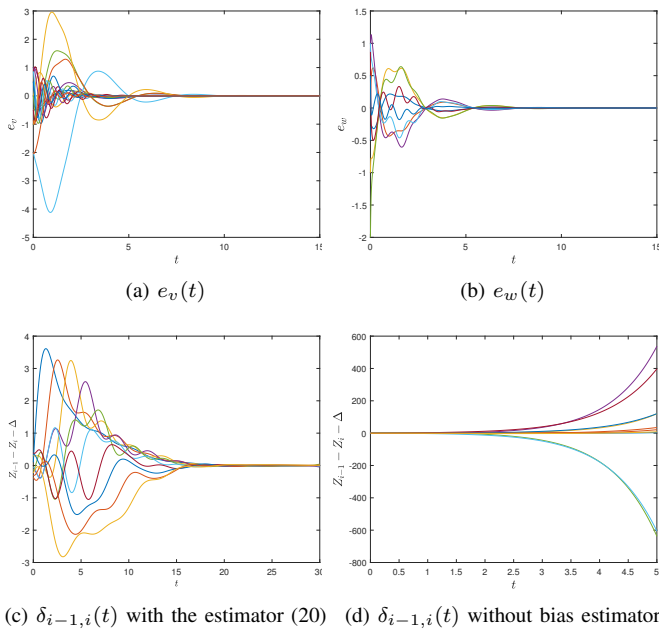 3
2
1
0
-1
-2
-3
-4
-5
e_v
0 5 10 15
t
(a) e_v(t)
1.5
1
0.5
0
-0.5
-1
-1.5
-2
e_w
0 5 10 15
t
(b) e_w(t)
4
3
2
1
0
-1
-2
-3
Z_{i-1} − Z_i − Δ
0 5 10 15 20 25 30
t
(c) δ_{i−1,i}(t) with the estimator (20)
600
400
200
0
-200
-400
-600
-800
Z_{i-1} − Z_i − Δ
0 0.5 1 1.5 2 2.5 3 3.5 4 4.5 5
t
(d) δ_{i−1,i}(t) without bias estimator